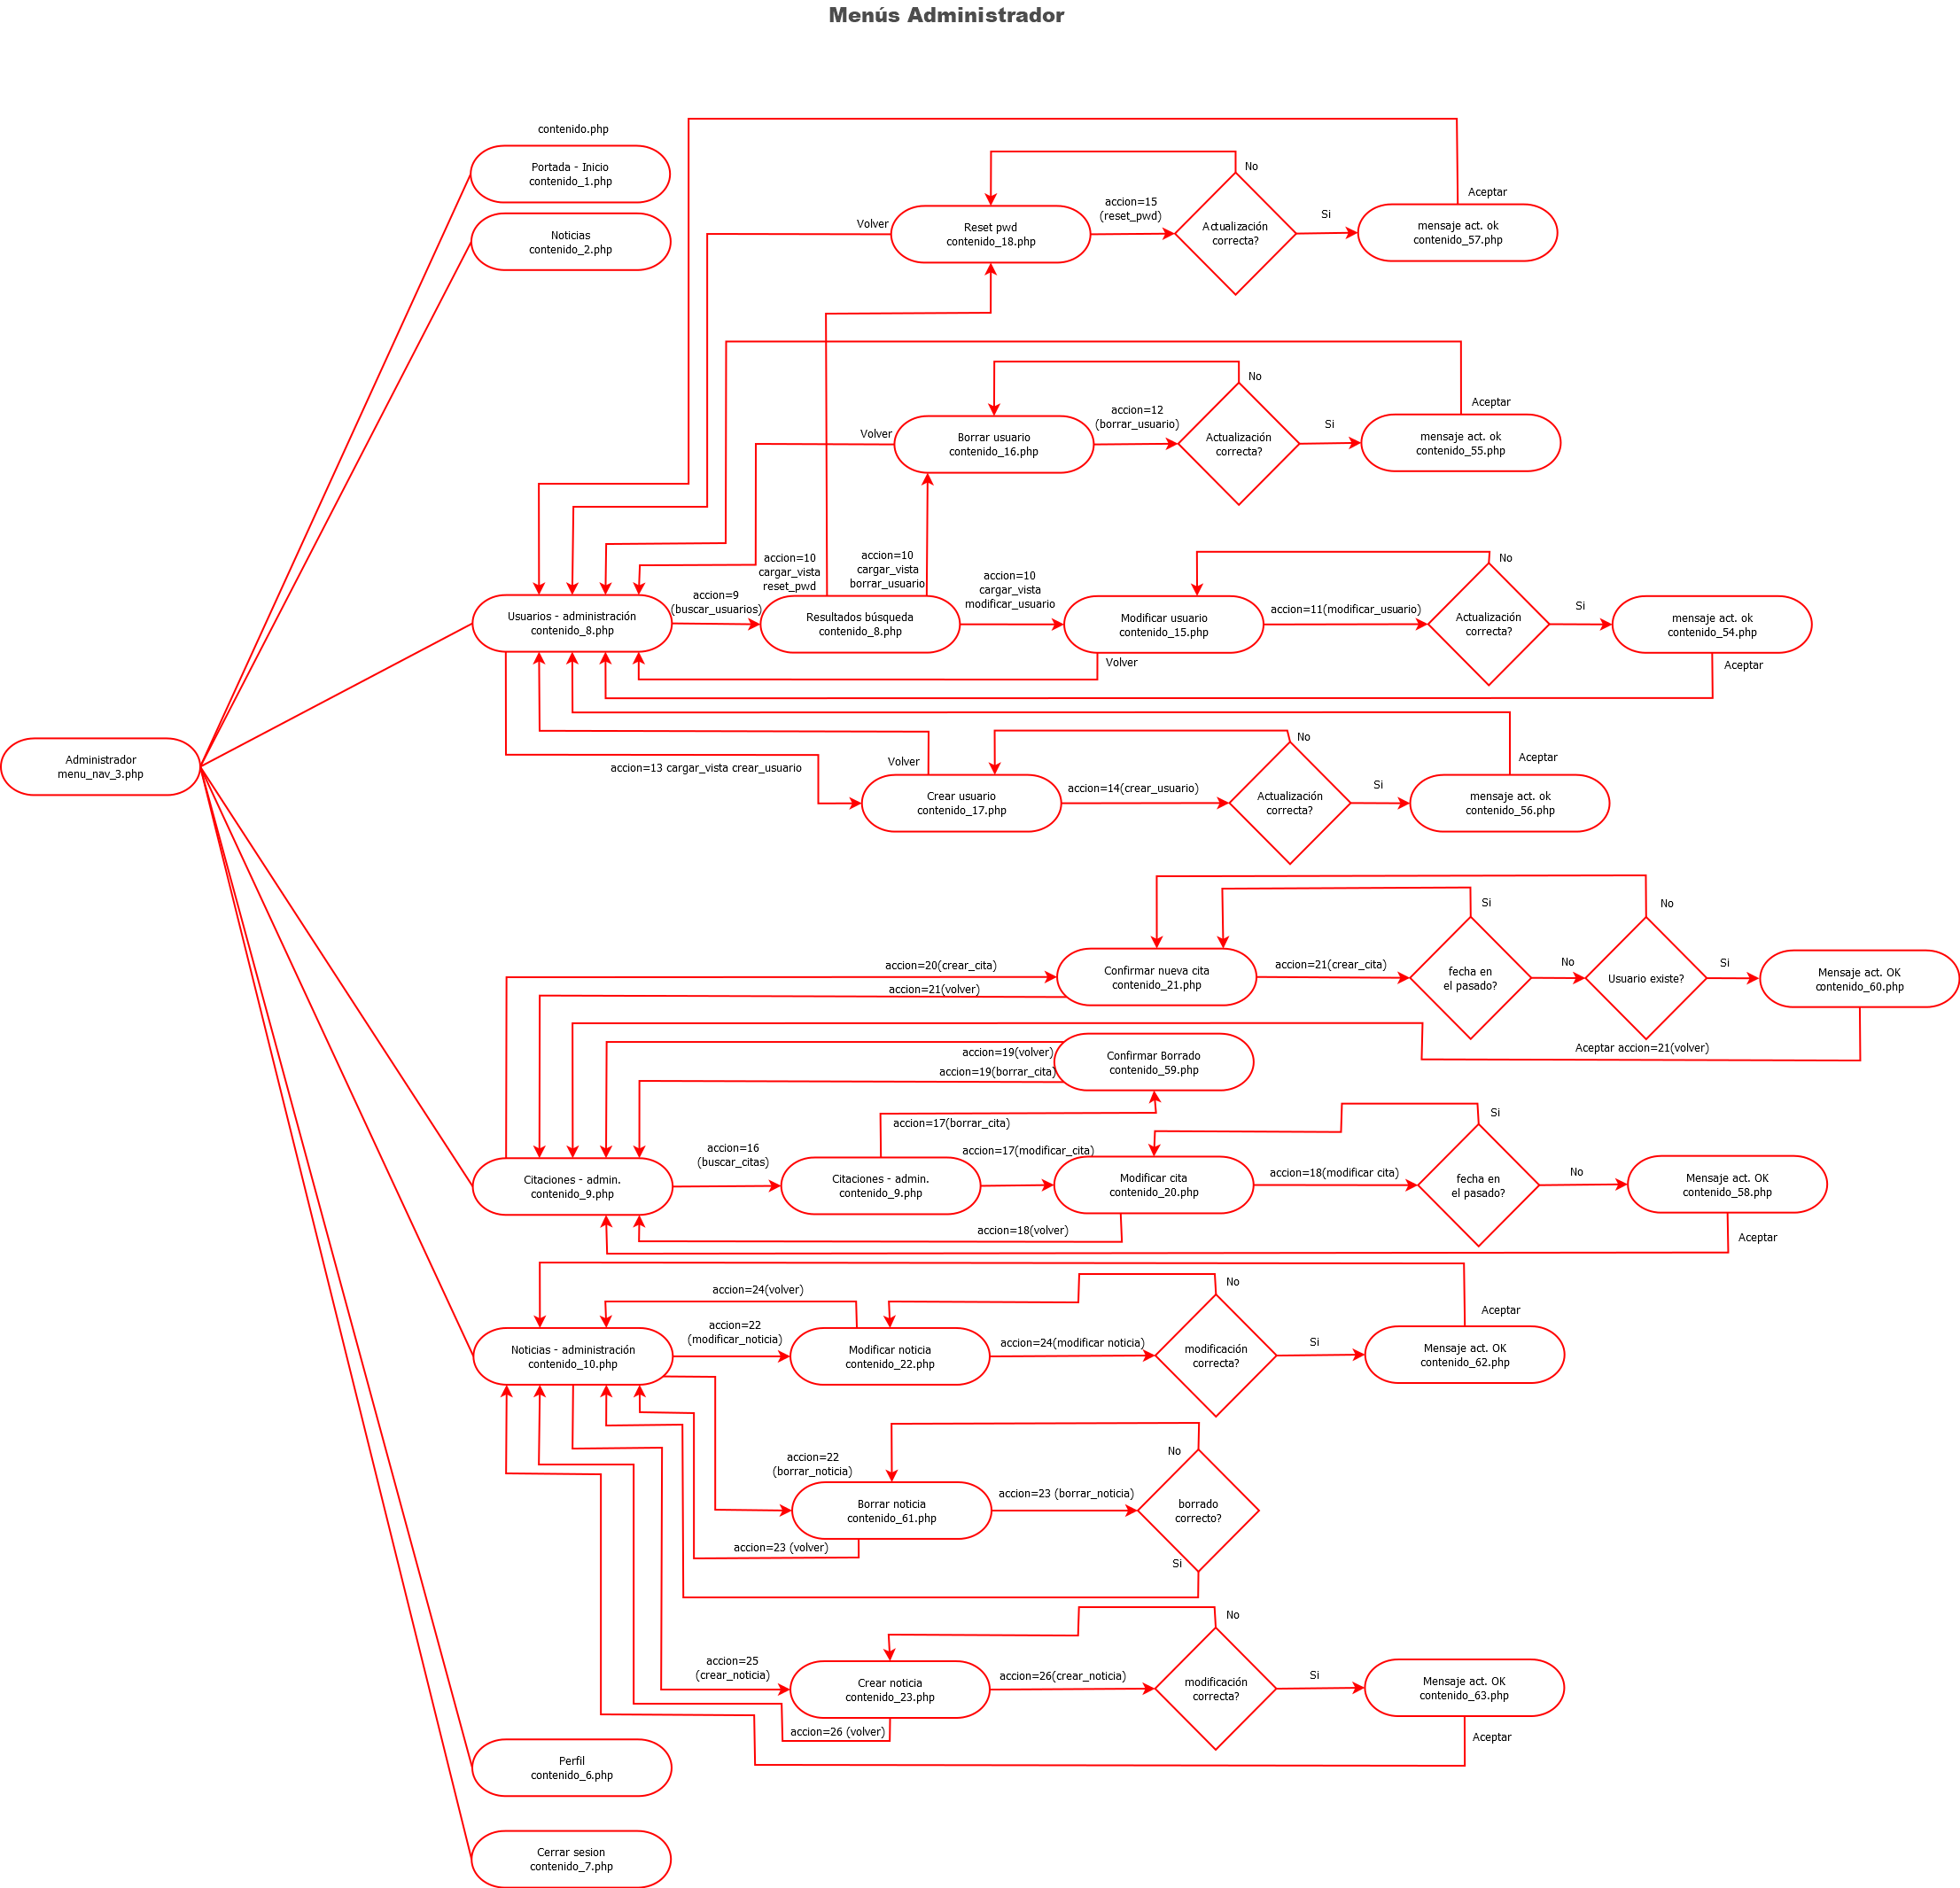 Menús Administrador
contenido.php
Portada - Inicio
contenido_1.php
Noticias
contenido_2.php
No
Aceptar
Volver
Reset pwd
contenido_18.php
accion=15
(reset_pwd)
Actualización
correcta?
Si
mensaje act. ok
contenido_57.php
No
Aceptar
Volver
Borrar usuario
contenido_16.php
accion=12
(borrar_usuario)
Actualización
correcta?
Si
mensaje act. ok
contenido_55.php
accion=10
cargar_vista
reset_pwd
accion=10
cargar_vista
borrar_usuario
accion=10
cargar_vista
modificar_usuario
No
Usuarios - administración
contenido_8.php
accion=9
(buscar_usuarios)
Resultados búsqueda
contenido_8.php
Modificar usuario
contenido_15.php
accion=11(modificar_usuario)
Actualización
correcta?
Si
mensaje act. ok
contenido_54.php
Volver
Aceptar
Administrador
menu_nav_3.php
accion=13 cargar_vista crear_usuario
Volver
No
Aceptar
Crear usuario
contenido_17.php
accion=14(crear_usuario)
Actualización
correcta?
Si
mensaje act. ok
contenido_56.php
Si
No
accion=20(crear_cita)
accion=21(volver)
Confirmar nueva cita
contenido_21.php
accion=21(crear_cita)
fecha en
el pasado?
No
Usuario existe?
Si
Mensaje act. OK
contenido_60.php
Aceptar accion=21(volver)
accion=19(volver)
accion=19(borrar_cita)
Confirmar Borrado
contenido_59.php
accion=17(borrar_cita)
Si
Citaciones - admin.
contenido_9.php
accion=16
(buscar_citas)
Citaciones - admin.
contenido_9.php
accion=17(modificar_cita)
Modificar cita
contenido_20.php
accion=18(modificar cita)
fecha en
el pasado?
No
Mensaje act. OK
contenido_58.php
accion=18(volver)
Aceptar
accion=24(volver)
No
Aceptar
Noticias - administración
contenido_10.php
accion=22
(modificar_noticia)
Modificar noticia
contenido_22.php
accion=24(modificar noticia)
modificación
correcta?
Si
Mensaje act. OK
contenido_62.php
accion=22
(borrar_noticia)
No
Borrar noticia
contenido_61.php
accion=23 (borrar_noticia)
borrado
correcto?
accion=23 (volver)
Si
No
accion=25
(crear_noticia)
Crear noticia
contenido_23.php
accion=26(crear_noticia)
modificación
correcta?
Si
Mensaje act. OK
contenido_63.php
accion=26 (volver)
Aceptar
Perfil
contenido_6.php
Cerrar sesion
contenido_7.php